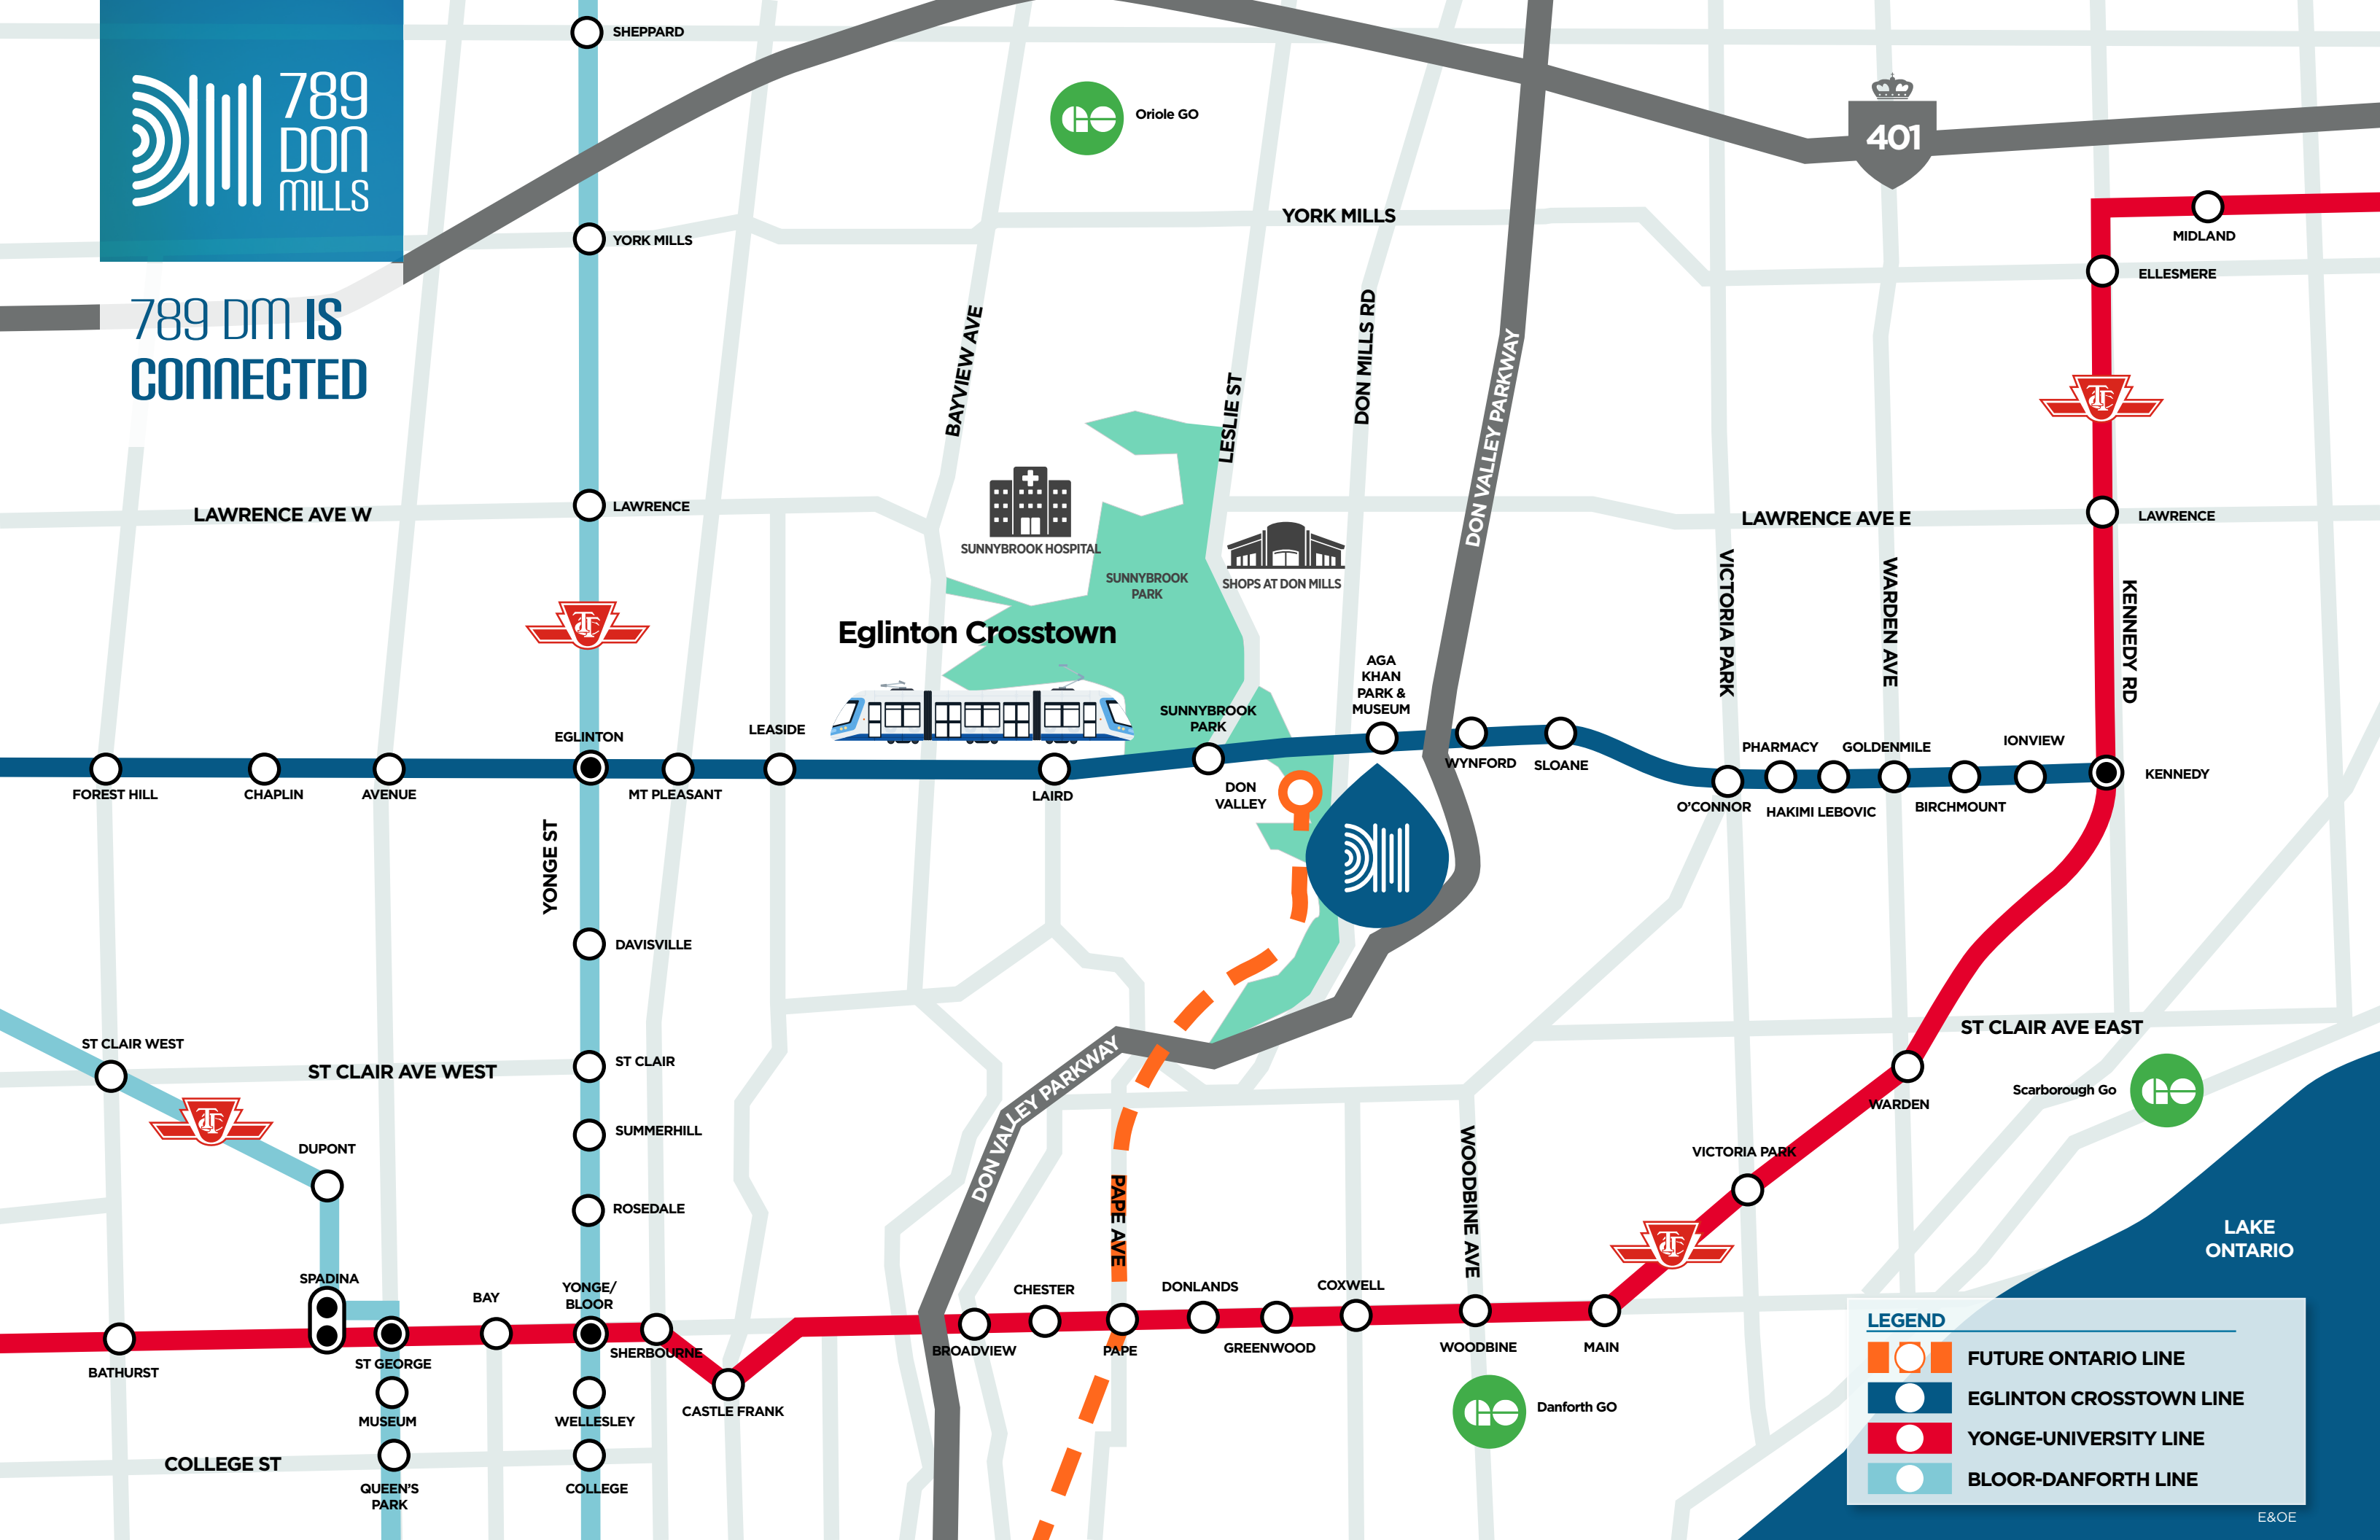 789
DON
MILLS
789 DM IS
CONNECTED
SHEPPARD
Oriole GO
401
YORK MILLS
YORK MILLS
MIDLAND
ELLESMERE
BAYVIEW AVE
LESLIE ST
DON MILLS RD
DON VALLEY PARKWAY
TTC
LAWRENCE AVE W
LAWRENCE
LAWRENCE AVE E
LAWRENCE
SUNNYBROOK HOSPITAL
SUNNYBROOK
PARK
SHOPS AT DON MILLS
VICTORIA PARK
WARDEN AVE
KENNEDY RD
TTC
Eglinton Crosstown
AGA
KHAN
PARK &
MUSEUM
SUNNYBROOK
PARK
FOREST HILL
CHAPLIN
AVENUE
EGLINTON
MT PLEASANT
LEASIDE
LAIRD
DON
VALLEY
WYNFORD
SLOANE
O'CONNOR
PHARMACY
HAKIMI LEBOVIC
GOLDENMILE
BIRCHMOUNT
IONVIEW
KENNEDY
YONGE ST
DAVISVILLE
ST CLAIR WEST
ST CLAIR AVE WEST
ST CLAIR
ST CLAIR AVE EAST
TTC
DUPONT
SUMMERHILL
ROSEDALE
DON VALLEY PARKWAY
PAPE AVE
WOODBINE AVE
WARDEN
Scarborough Go
VICTORIA PARK
TTC
LAKE
ONTARIO
SPADINA
BAY
YONGE/
BLOOR
BATHURST
ST GEORGE
SHERBOURNE
CASTLE FRANK
BROADVIEW
CHESTER
PAPE
DONLANDS
GREENWOOD
COXWELL
WOODBINE
MAIN
MUSEUM
WELLESLEY
Danforth GO
COLLEGE ST
QUEEN'S
PARK
COLLEGE
LEGEND
FUTURE ONTARIO LINE
EGLINTON CROSSTOWN LINE
YONGE-UNIVERSITY LINE
BLOOR-DANFORTH LINE
E&OE